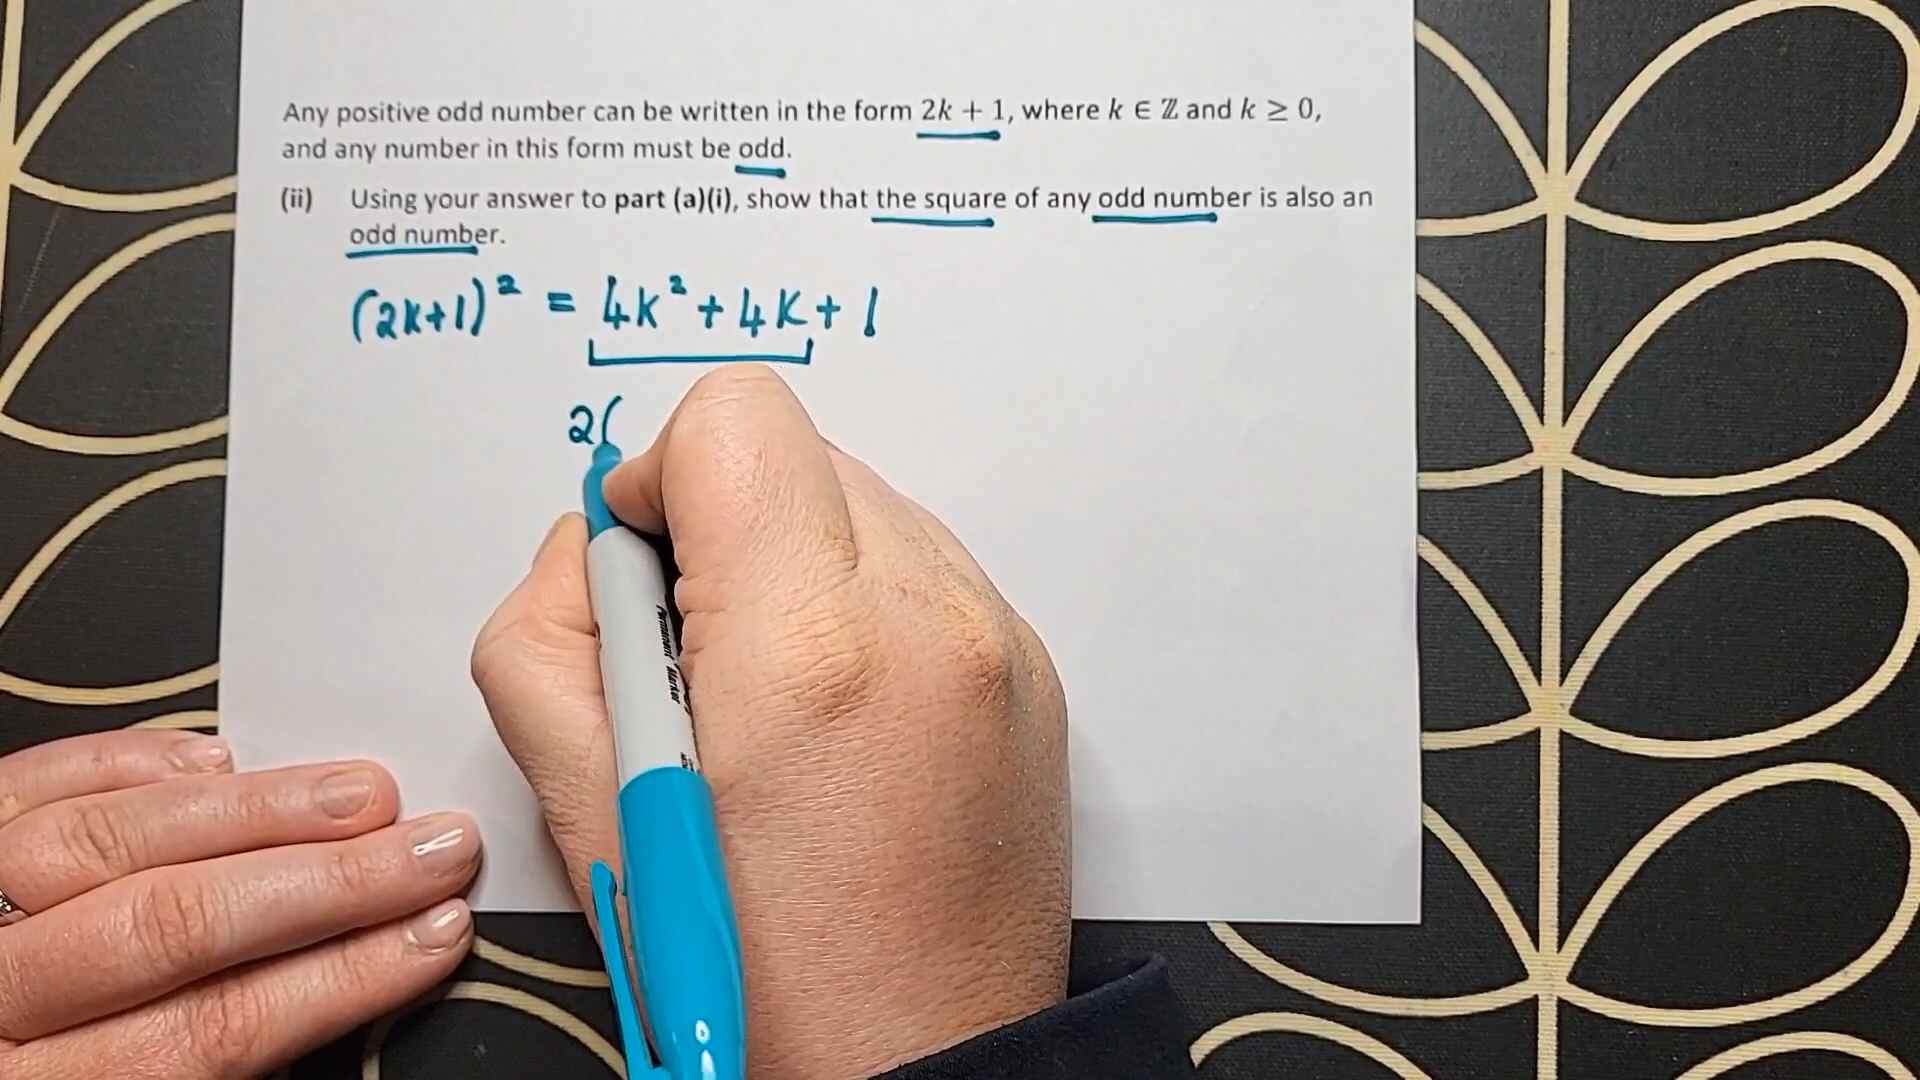 Any positive odd number can be written in the form 2k + 1, where k ∈ ℤ and k ≥ 0,
and any number in this form must be odd.
(ii) Using your answer to part (a)(i), show that the square of any odd number is also an
odd number.
(2k+1)² = 4k² + 4k + 1
2(
Permanent Marker